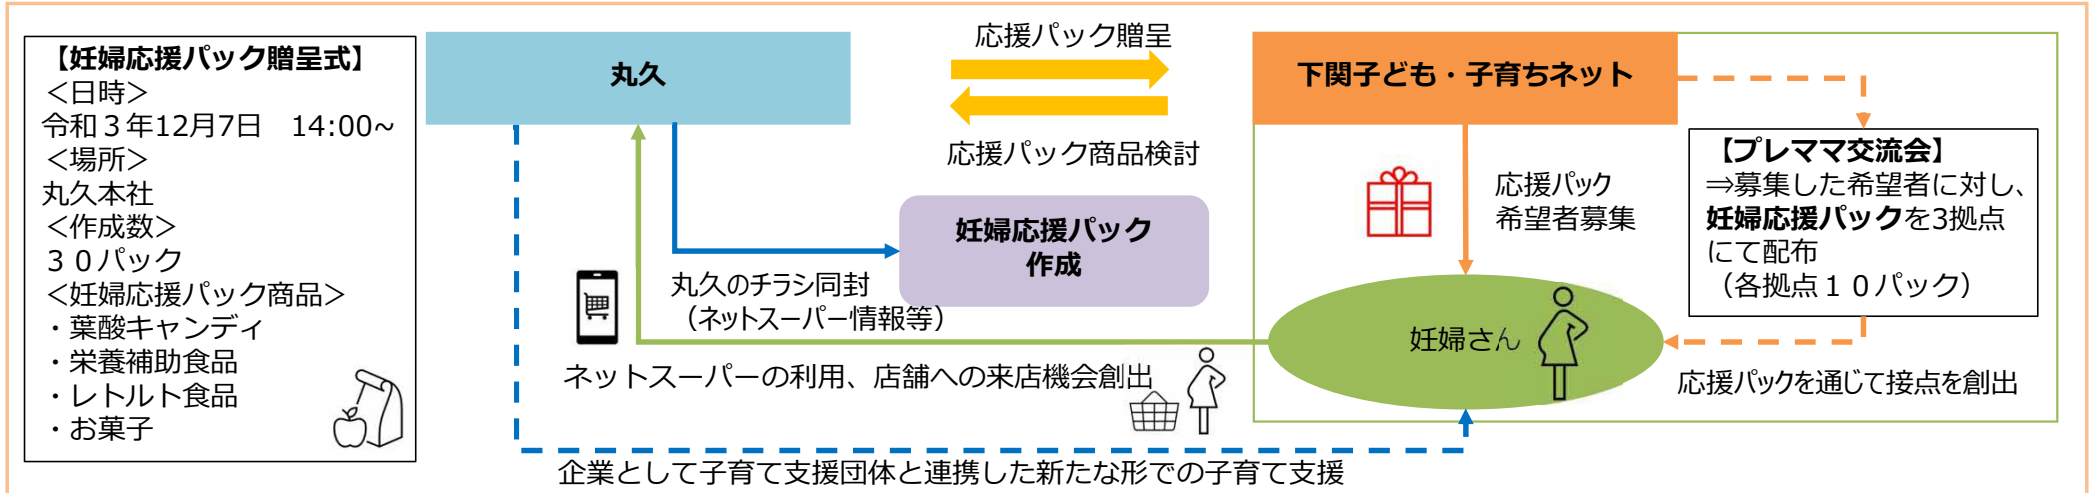 【妊婦応援パック贈呈式】
＜日時＞
令和３年12月7日　14:00~
＜場所＞
丸久本社
＜作成数＞
３０パック
＜妊婦応援パック商品＞
・葉酸キャンディ
・栄養補助食品
・レトルト食品
・お菓子
丸久
応援パック贈呈
応援パック商品検討
下関子ども・子育ちネット
妊婦応援パック
作成
丸久のチラシ同封
（ネットスーパー情報等）
応援パック
希望者募集
【プレママ交流会】
⇒募集した希望者に対し、
妊婦応援パックを3拠点
にて配布
（各拠点１０パック）
妊婦さん
ネットスーパーの利用、店舗への来店機会創出
応援パックを通じて接点を創出
企業として子育て支援団体と連携した新たな形での子育て支援